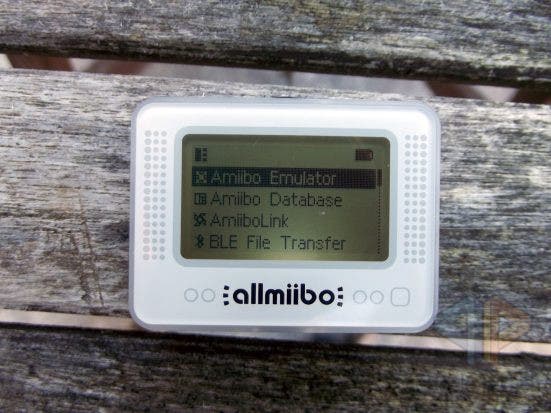 Amiibo Emulator
Amiibo Database
AmiiboLink
BLE File Transfer
allmiibo